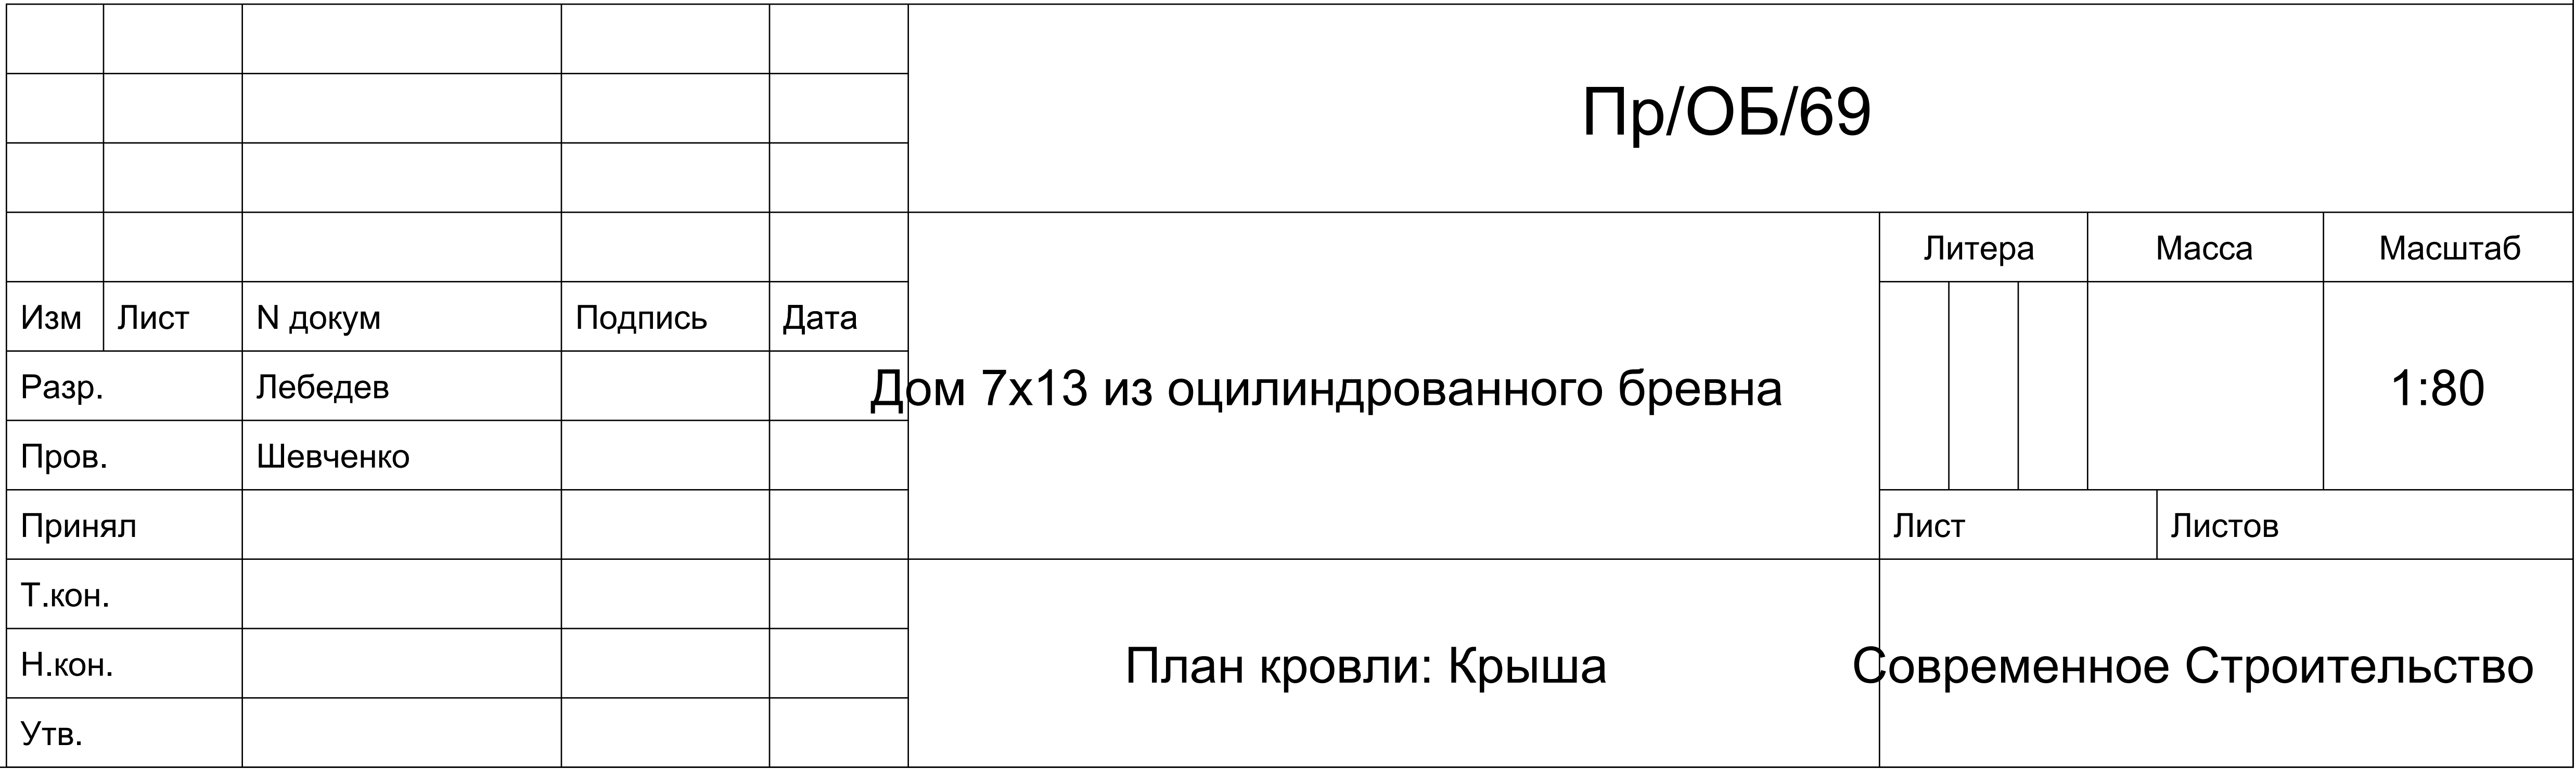 Пр/ОБ/69
Литера Масса Масштаб
Изм Лист N докум Подпись Дата
Разр. Лебедев Дом 7х13 из оцилиндрованного бревна 1:80
Пров. Шевченко
Принял Лист Листов
Т.кон.
Н.кон. План кровли: Крыша Современное Строительство
Утв.